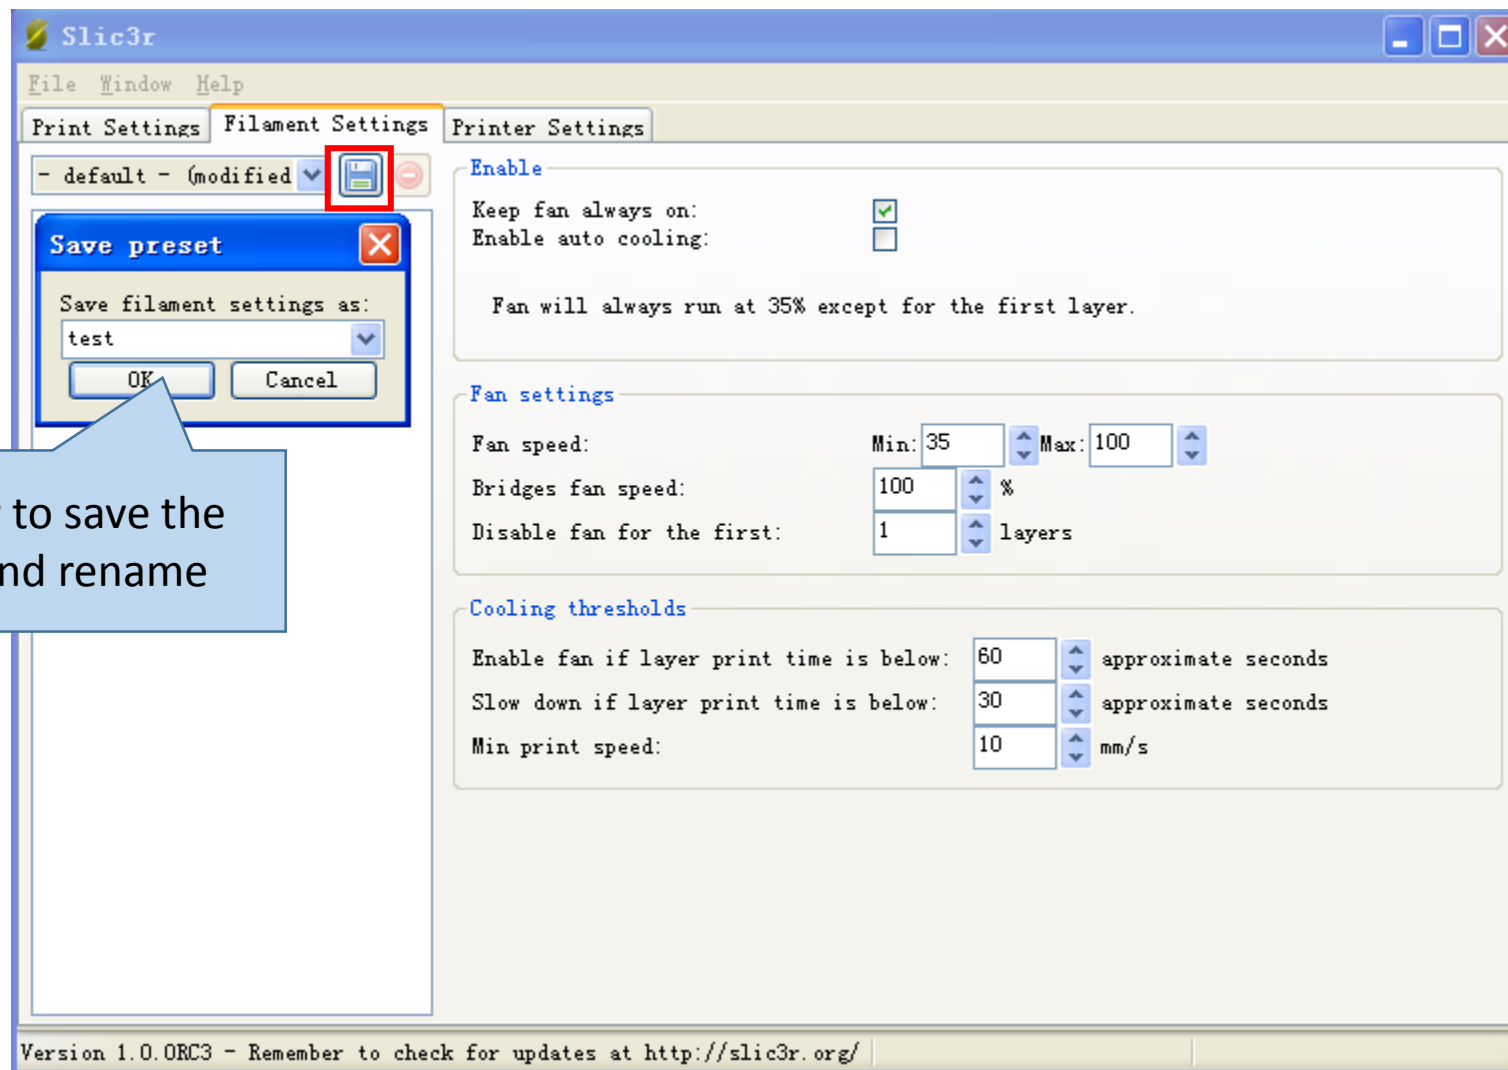 Slic3r
File Window Help
Print Settings Filament Settings Printer Settings
- default - (modified
Save preset
Save filament settings as:
test
OK Cancel
to save the
nd rename
Enable
Keep fan always on:
Enable auto cooling:
Fan will always run at 35% except for the first layer.
Fan settings
Fan speed: Min: 35 Max: 100
Bridges fan speed: 100 %
Disable fan for the first: 1 layers
Cooling thresholds
Enable fan if layer print time is below: 60 approximate seconds
Slow down if layer print time is below: 30 approximate seconds
Min print speed: 10 mm/s
Version 1.0.0RC3 - Remember to check for updates at http://slic3r.org/